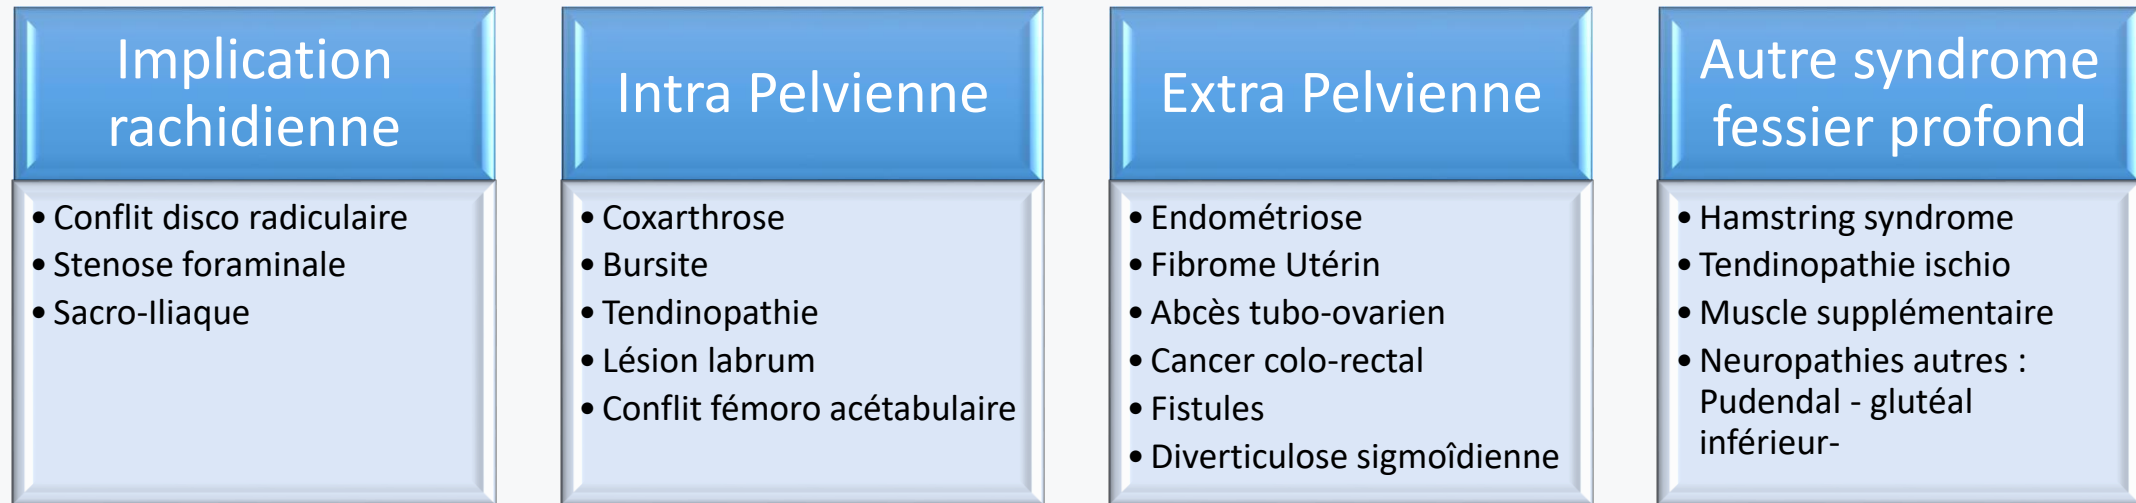 Implication
rachidienne
• Conflit disco radiculaire
• Stenose foraminale
• Sacro-Iliaque
Intra Pelvienne
• Coxarthrose
• Bursite
• Tendinopathie
• Lésion labrum
• Conflit fémoro acétabulaire
Extra Pelvienne
• Endométriose
• Fibrome Utérin
• Abcès tubo-ovarien
• Cancer colo-rectal
• Fistules
• Diverticulose sigmoîdienne
Autre syndrome
fessier profond
• Hamstring syndrome
• Tendinopathie ischio
• Muscle supplémentaire
• Neuropathies autres :
Pudendal - glutéal
inférieur-